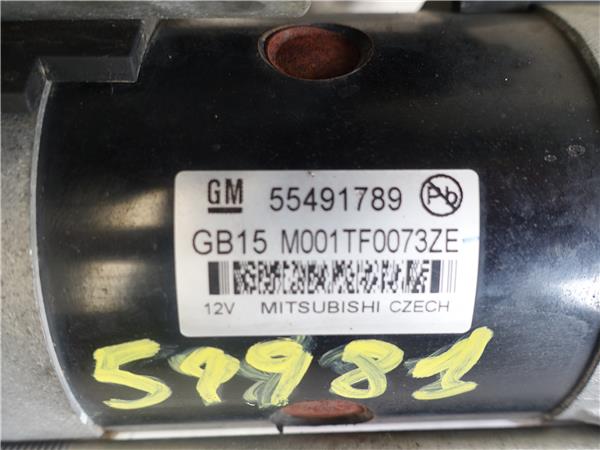 GM 55491789 Pb
GB15 M001TF0073ZE
12V MITSUBISHI CZECH
59981